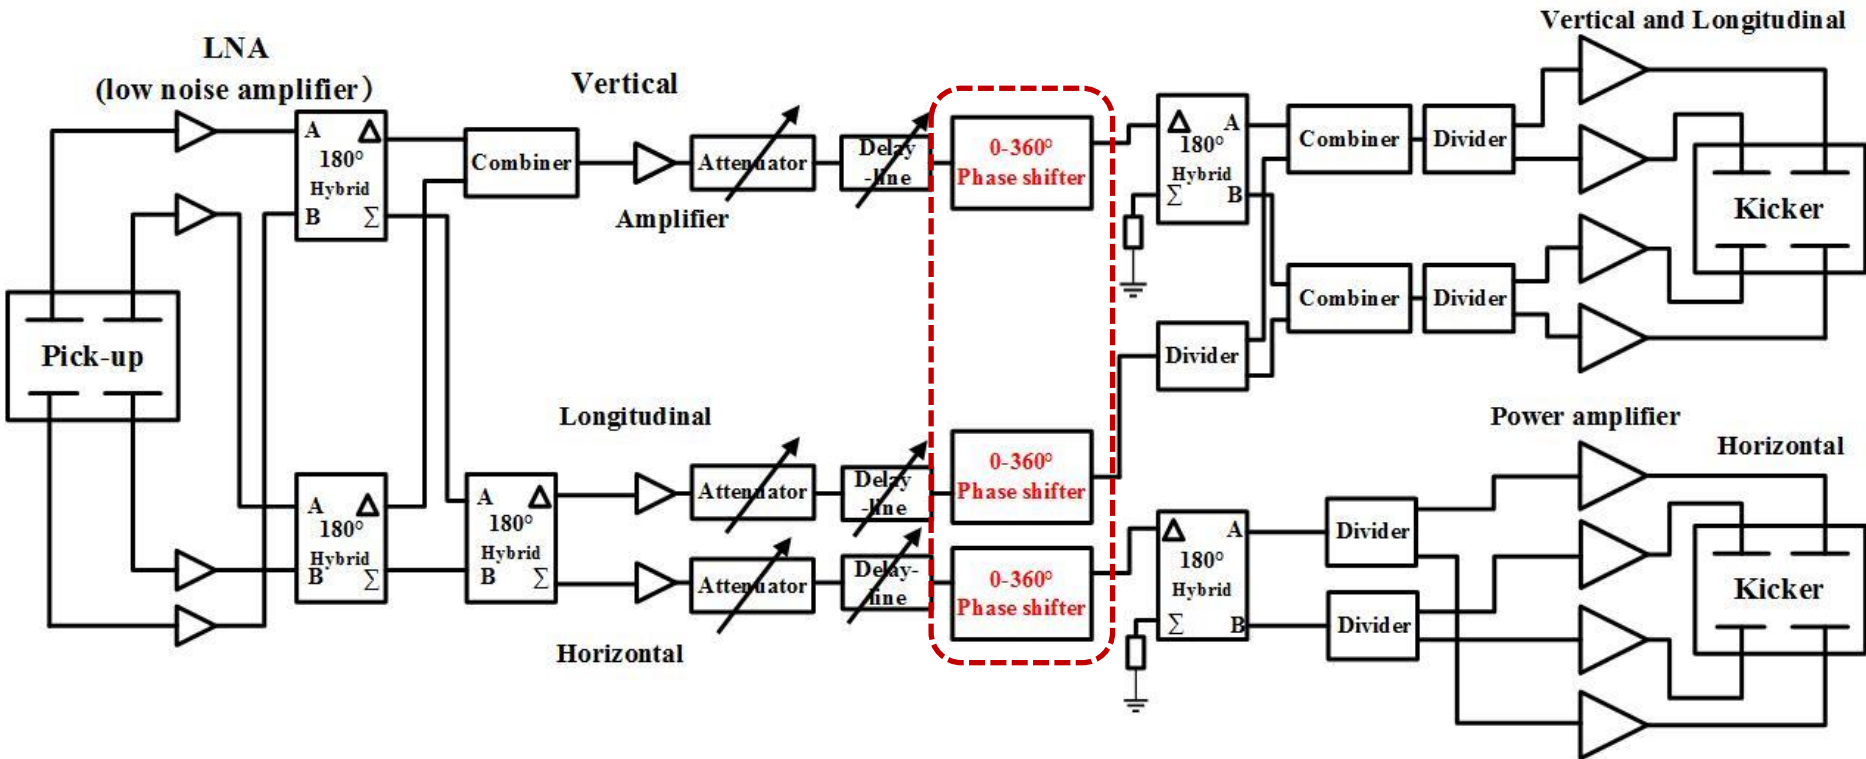 Vertical and Longitudinal
LNA
(low noise amplifier)
Vertical
A
Δ
180°
Hybrid
B
Σ
Combiner
Amplifier
Attenuator
Delay
-line
0-360°
Phase shifter
Δ
A
180°
Hybrid
Σ
B
Combiner
Divider
Kicker
Combiner
Divider
Divider
Pick-up
Longitudinal
Power amplifier
Horizontal
A
Δ
180°
Hybrid
B
Σ
A
Δ
180°
Hybrid
B
Σ
Attenuator
Delay
-line
0-360°
Phase shifter
Attenuator
Delay-
line
0-360°
Phase shifter
Δ
A
180°
Hybrid
Σ
B
Divider
Divider
Kicker
Horizontal